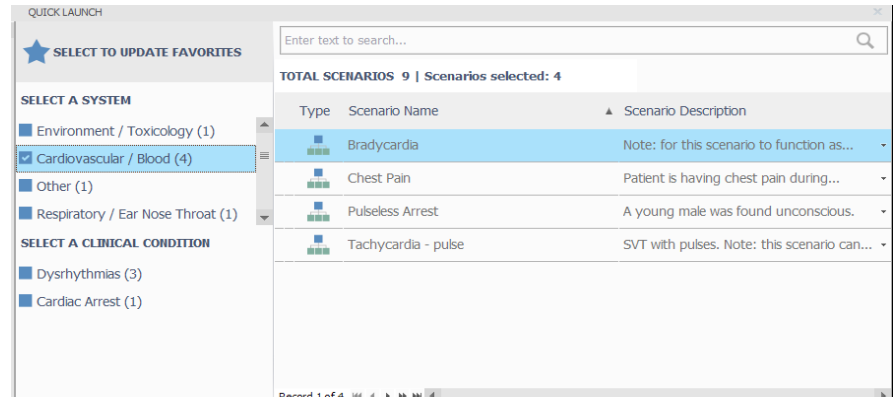 QUICK LAUNCH
SELECT TO UPDATE FAVORITES
SELECT A SYSTEM
Environment / Toxicology (1)
Cardiovascular / Blood (4)
Other (1)
Respiratory / Ear Nose Throat (1)
SELECT A CLINICAL CONDITION
Dysrhythmias (3)
Cardiac Arrest (1)
Enter text to search...
TOTAL SCENARIOS 9 | Scenarios selected: 4
Type Scenario Name Scenario Description
Bradycardia Note: for this scenario to function as...
Chest Pain Patient is having chest pain during...
Pulseless Arrest A young male was found unconscious.
Tachycardia - pulse SVT with pulses. Note: this scenario can...
Record 1 of 4